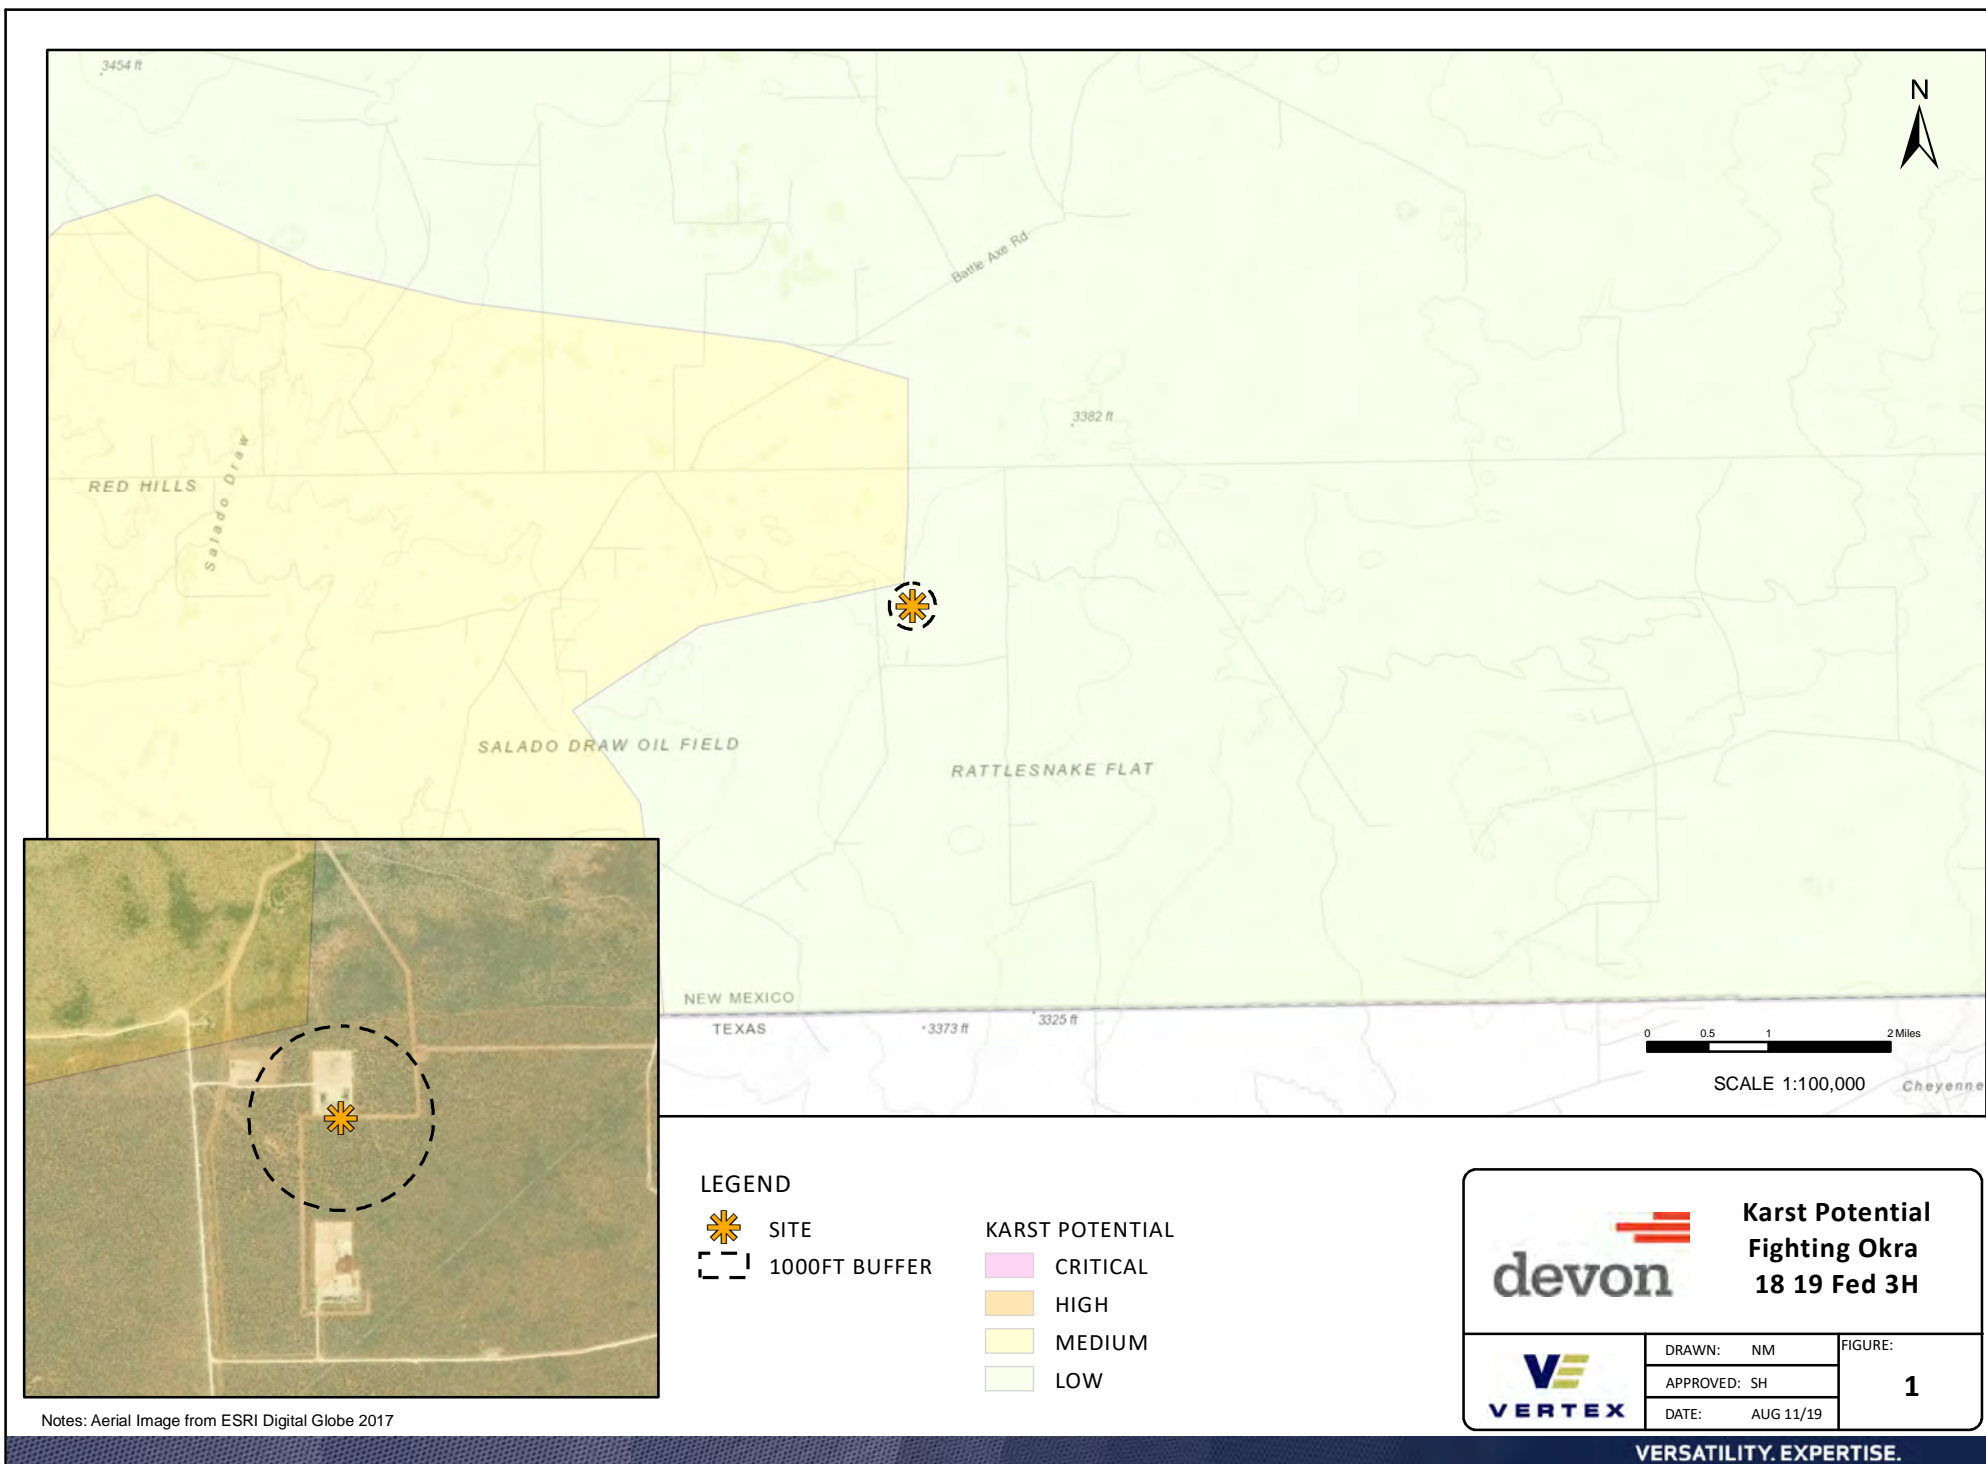 3454 ft
N
Battle Axe Rd
3382 ft
RED HILLS
Salado Draw
SALADO DRAW OIL FIELD
RATTLESNAKE FLAT
NEW MEXICO
TEXAS
3373 ft
3325 ft
0 0.5 1 2 Miles
SCALE 1:100,000
Cheyenne
LEGEND
SITE
1000FT BUFFER
KARST POTENTIAL
CRITICAL
HIGH
MEDIUM
LOW
devon
Karst Potential
Fighting Okra
18 19 Fed 3H
VE
VERTEX
DRAWN: NM
APPROVED: SH
DATE: AUG 11/19
FIGURE:
1
Notes: Aerial Image from ESRI Digital Globe 2017
VERSATILITY. EXPERTISE.